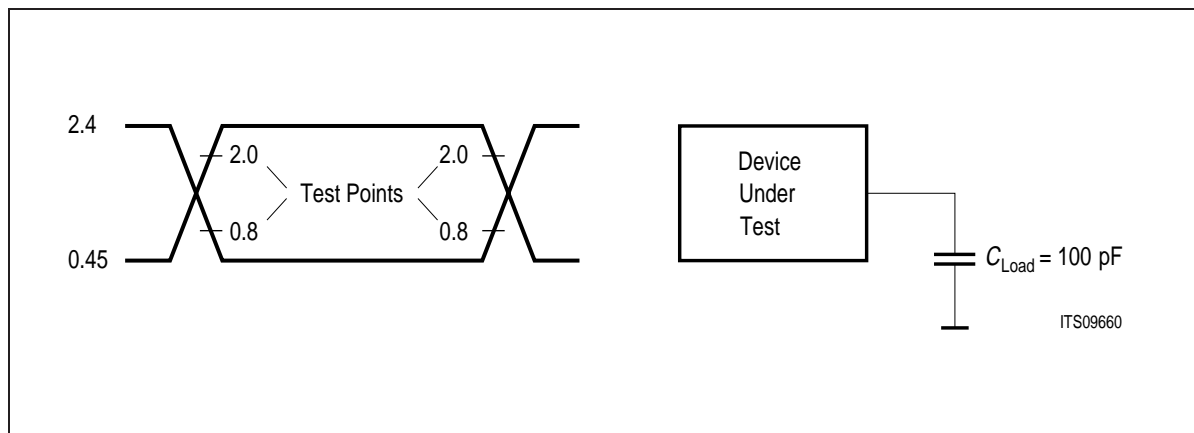 2.4
2.0
2.0
Test Points
0.8
0.8
0.45
Device
Under
Test
C Load = 100 pF
ITS09660